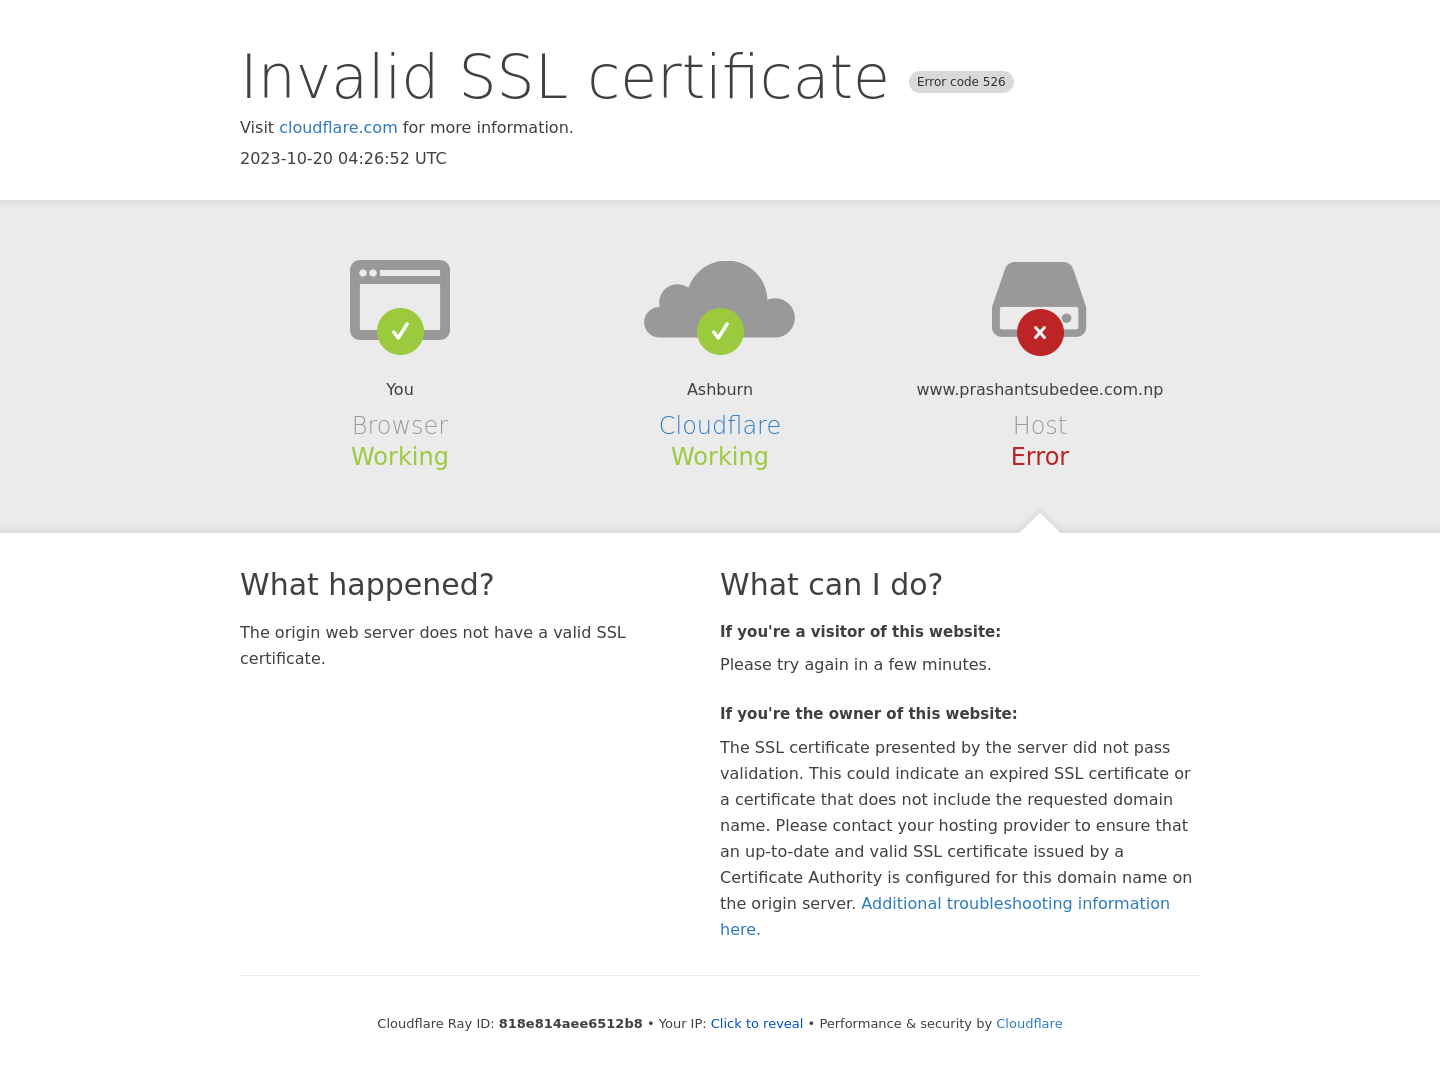 Invalid SSL certificate Error code 526
Visit cloudflare.com for more information.
2023-10-20 04:26:52 UTC
You
Browser
Working
Ashburn
Cloudflare
Working
www.prashantsubedee.com.np
Host
Error
What happened?
The origin web server does not have a valid SSL
certificate.
What can I do?
If you're a visitor of this website:
Please try again in a few minutes.
If you're the owner of this website:
The SSL certificate presented by the server did not pass
validation. This could indicate an expired SSL certificate or
a certificate that does not include the requested domain
name. Please contact your hosting provider to ensure that
an up-to-date and valid SSL certificate issued by a
Certificate Authority is configured for this domain name on
the origin server. Additional troubleshooting information
here.
Cloudflare Ray ID: 818e814aee6512b8 • Your IP: Click to reveal • Performance & security by Cloudflare